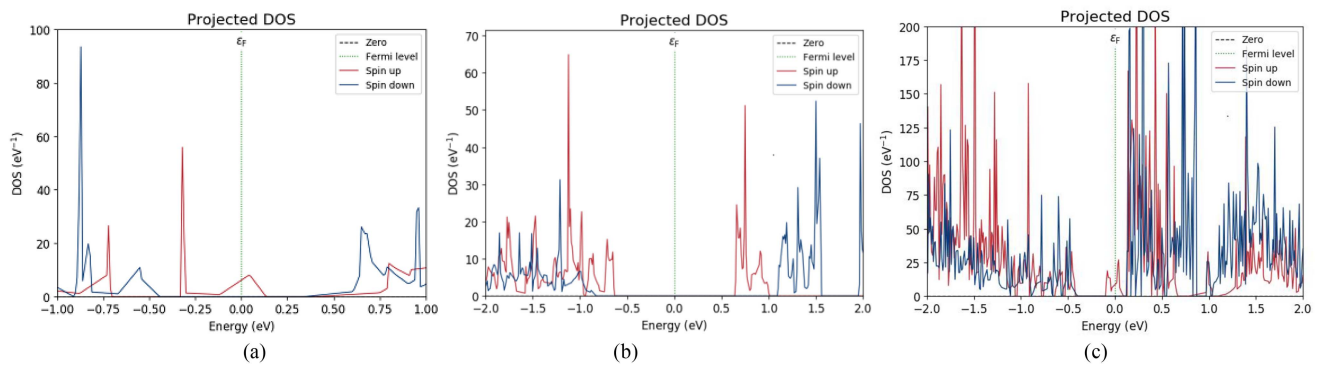 Projected DOS
100
80
60
40
20
0
DOS (eV⁻¹)
εF
Zero
Fermi level
Spin up
Spin down
−1.00 −0.75 −0.50 −0.25 0.00 0.25 0.50 0.75 1.00
Energy (eV)
(a)
Projected DOS
70
60
50
40
30
20
10
0
DOS (eV⁻¹)
εF
Zero
Fermi level
Spin up
Spin down
−2.0 −1.5 −1.0 −0.5 0.0 0.5 1.0 1.5 2.0
Energy (eV)
(b)
Projected DOS
200
175
150
125
100
75
50
25
0
DOS (eV⁻¹)
εF
Zero
Fermi level
Spin up
Spin down
−2.0 −1.5 −1.0 −0.5 0.0 0.5 1.0 1.5 2.0
Energy (eV)
(c)